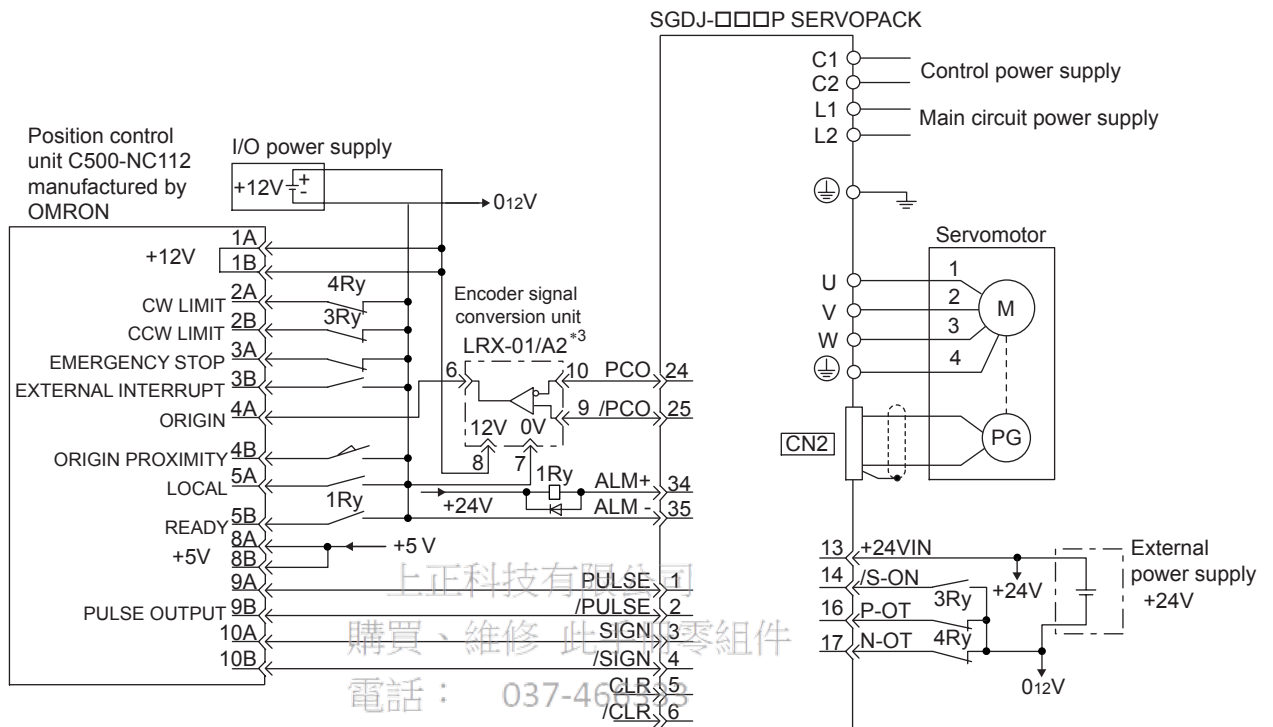 SGDJ-□□□P SERVOPACK
C1
C2
Control power supply
L1
L2
Main circuit power supply
Position control
unit C500-NC112
manufactured by
OMRON
I/O power supply
+12V
+
-
012V
1A
+12V
1B
4Ry
2A
CW LIMIT
3Ry
2B
CCW LIMIT
3A
EMERGENCY STOP
3B
EXTERNAL INTERRUPT
4A
ORIGIN
4B
ORIGIN PROXIMITY
5A
LOCAL
1Ry
5B
READY
8A
+5V
8B
+5 V
9A
PULSE OUTPUT
9B
10A
10B
Encoder signal
conversion unit
LRX-01/A2*3
6
10
PCO
24
9
/PCO
25
12V
0V
8
7
1Ry
+24V
ALM+
34
ALM -
35
PULSE
1
/PULSE
2
SIGN
3
/SIGN
4
CLR
5
/CLR
6
Servomotor
U
1
V
2
W
3
4
M
CN2
PG
13
+24VIN
14
/S-ON
3Ry
+24V
16
P-OT
17
N-OT
4Ry
External
power supply
+24V
012V
上正科技有限公司
購買、維修 此手冊零組件
電話： 037-466333